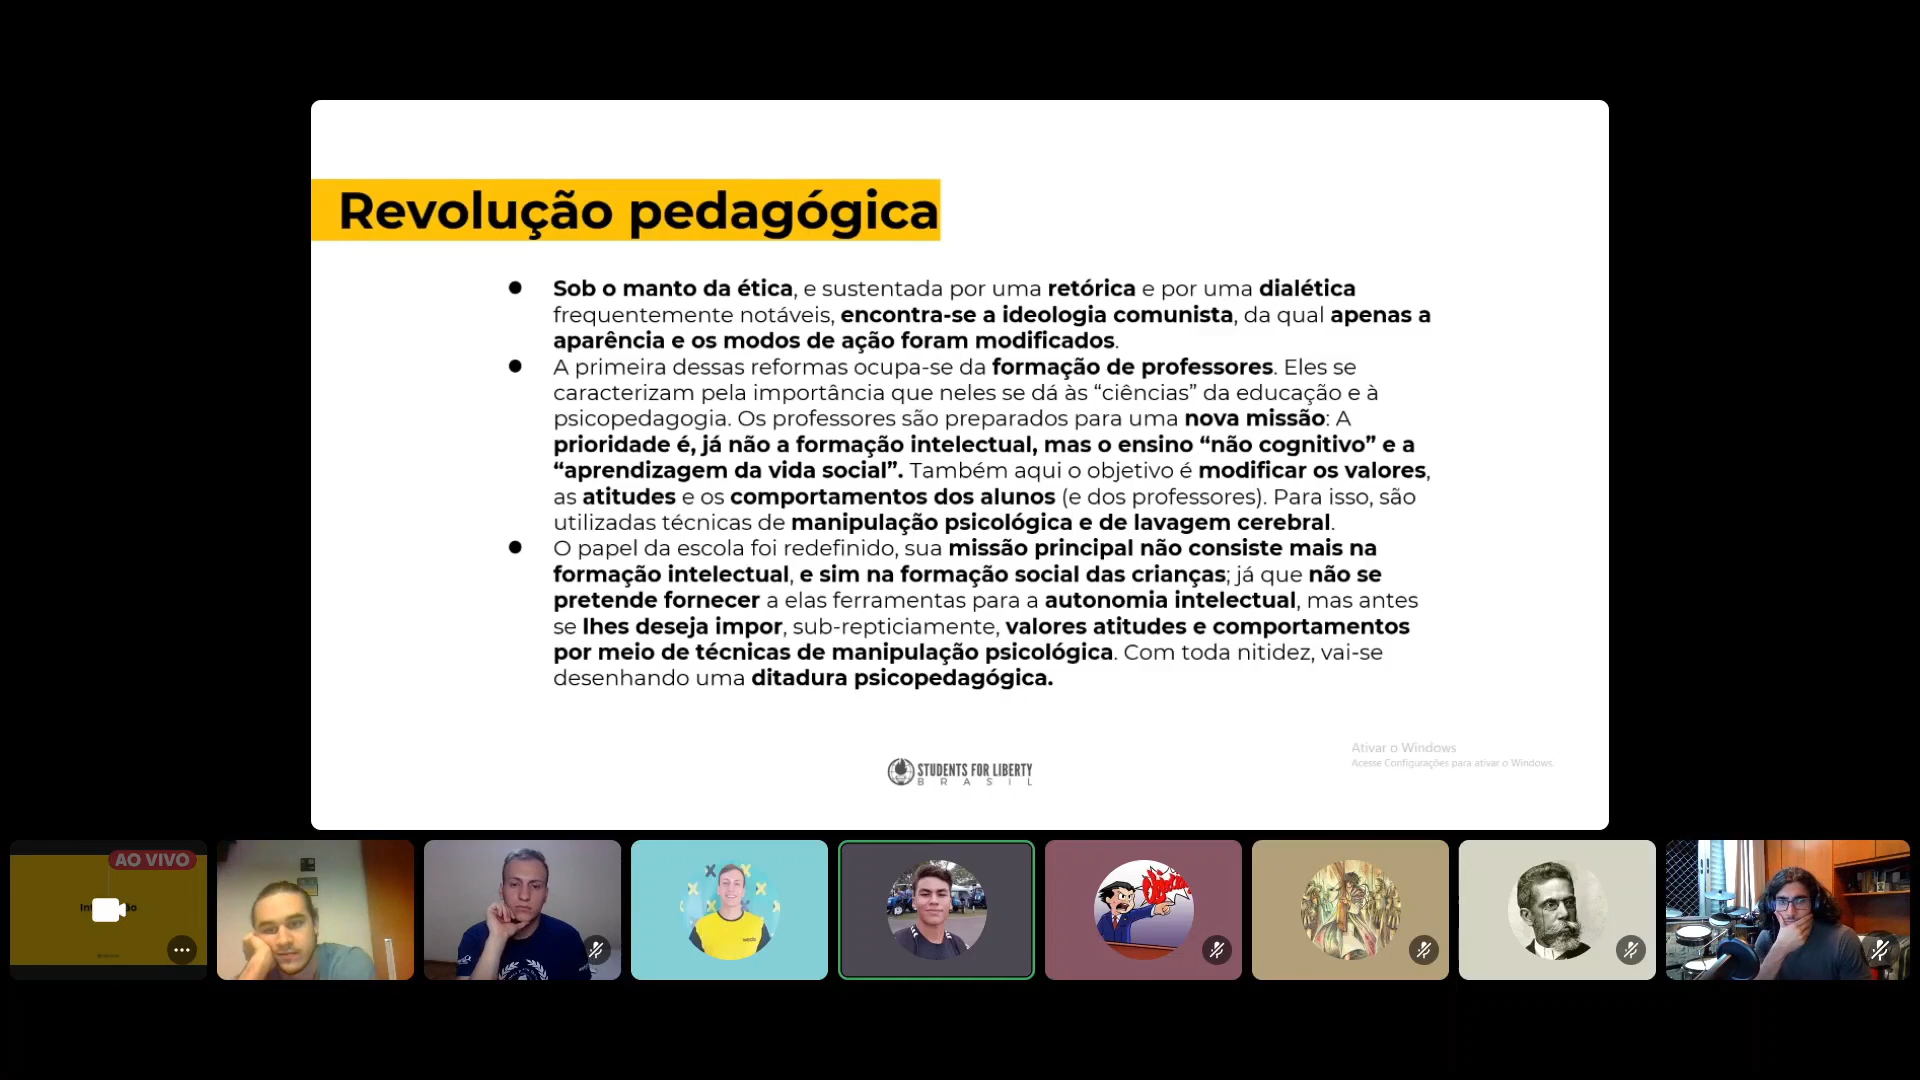 Revolução pedagógica
● Sob o manto da ética, e sustentada por uma retórica e por uma dialética
frequentemente notáveis, encontra-se a ideologia comunista, da qual apenas a
aparência e os modos de ação foram modificados.
● A primeira dessas reformas ocupa-se da formação de professores. Eles se
caracterizam pela importância que neles se dá às “ciências” da educação e à
psicopedagogia. Os professores são preparados para uma nova missão: A
prioridade é, já não a formação intelectual, mas o ensino “não cognitivo” e a
“aprendizagem da vida social”. Também aqui o objetivo é modificar os valores,
as atitudes e os comportamentos dos alunos (e dos professores). Para isso, são
utilizadas técnicas de manipulação psicológica e de lavagem cerebral.
● O papel da escola foi redefinido, sua missão principal não consiste mais na
formação intelectual, e sim na formação social das crianças; já que não se
pretende fornecer a elas ferramentas para a autonomia intelectual, mas antes
se lhes deseja impor, sub-repticiamente, valores atitudes e comportamentos
por meio de técnicas de manipulação psicológica. Com toda nitidez, vai-se
desenhando uma ditadura psicopedagógica.
Ativar o Windows
Acesse Configurações para ativar o Windows.
STUDENTS FOR LIBERTY
BRASIL
AO VIVO